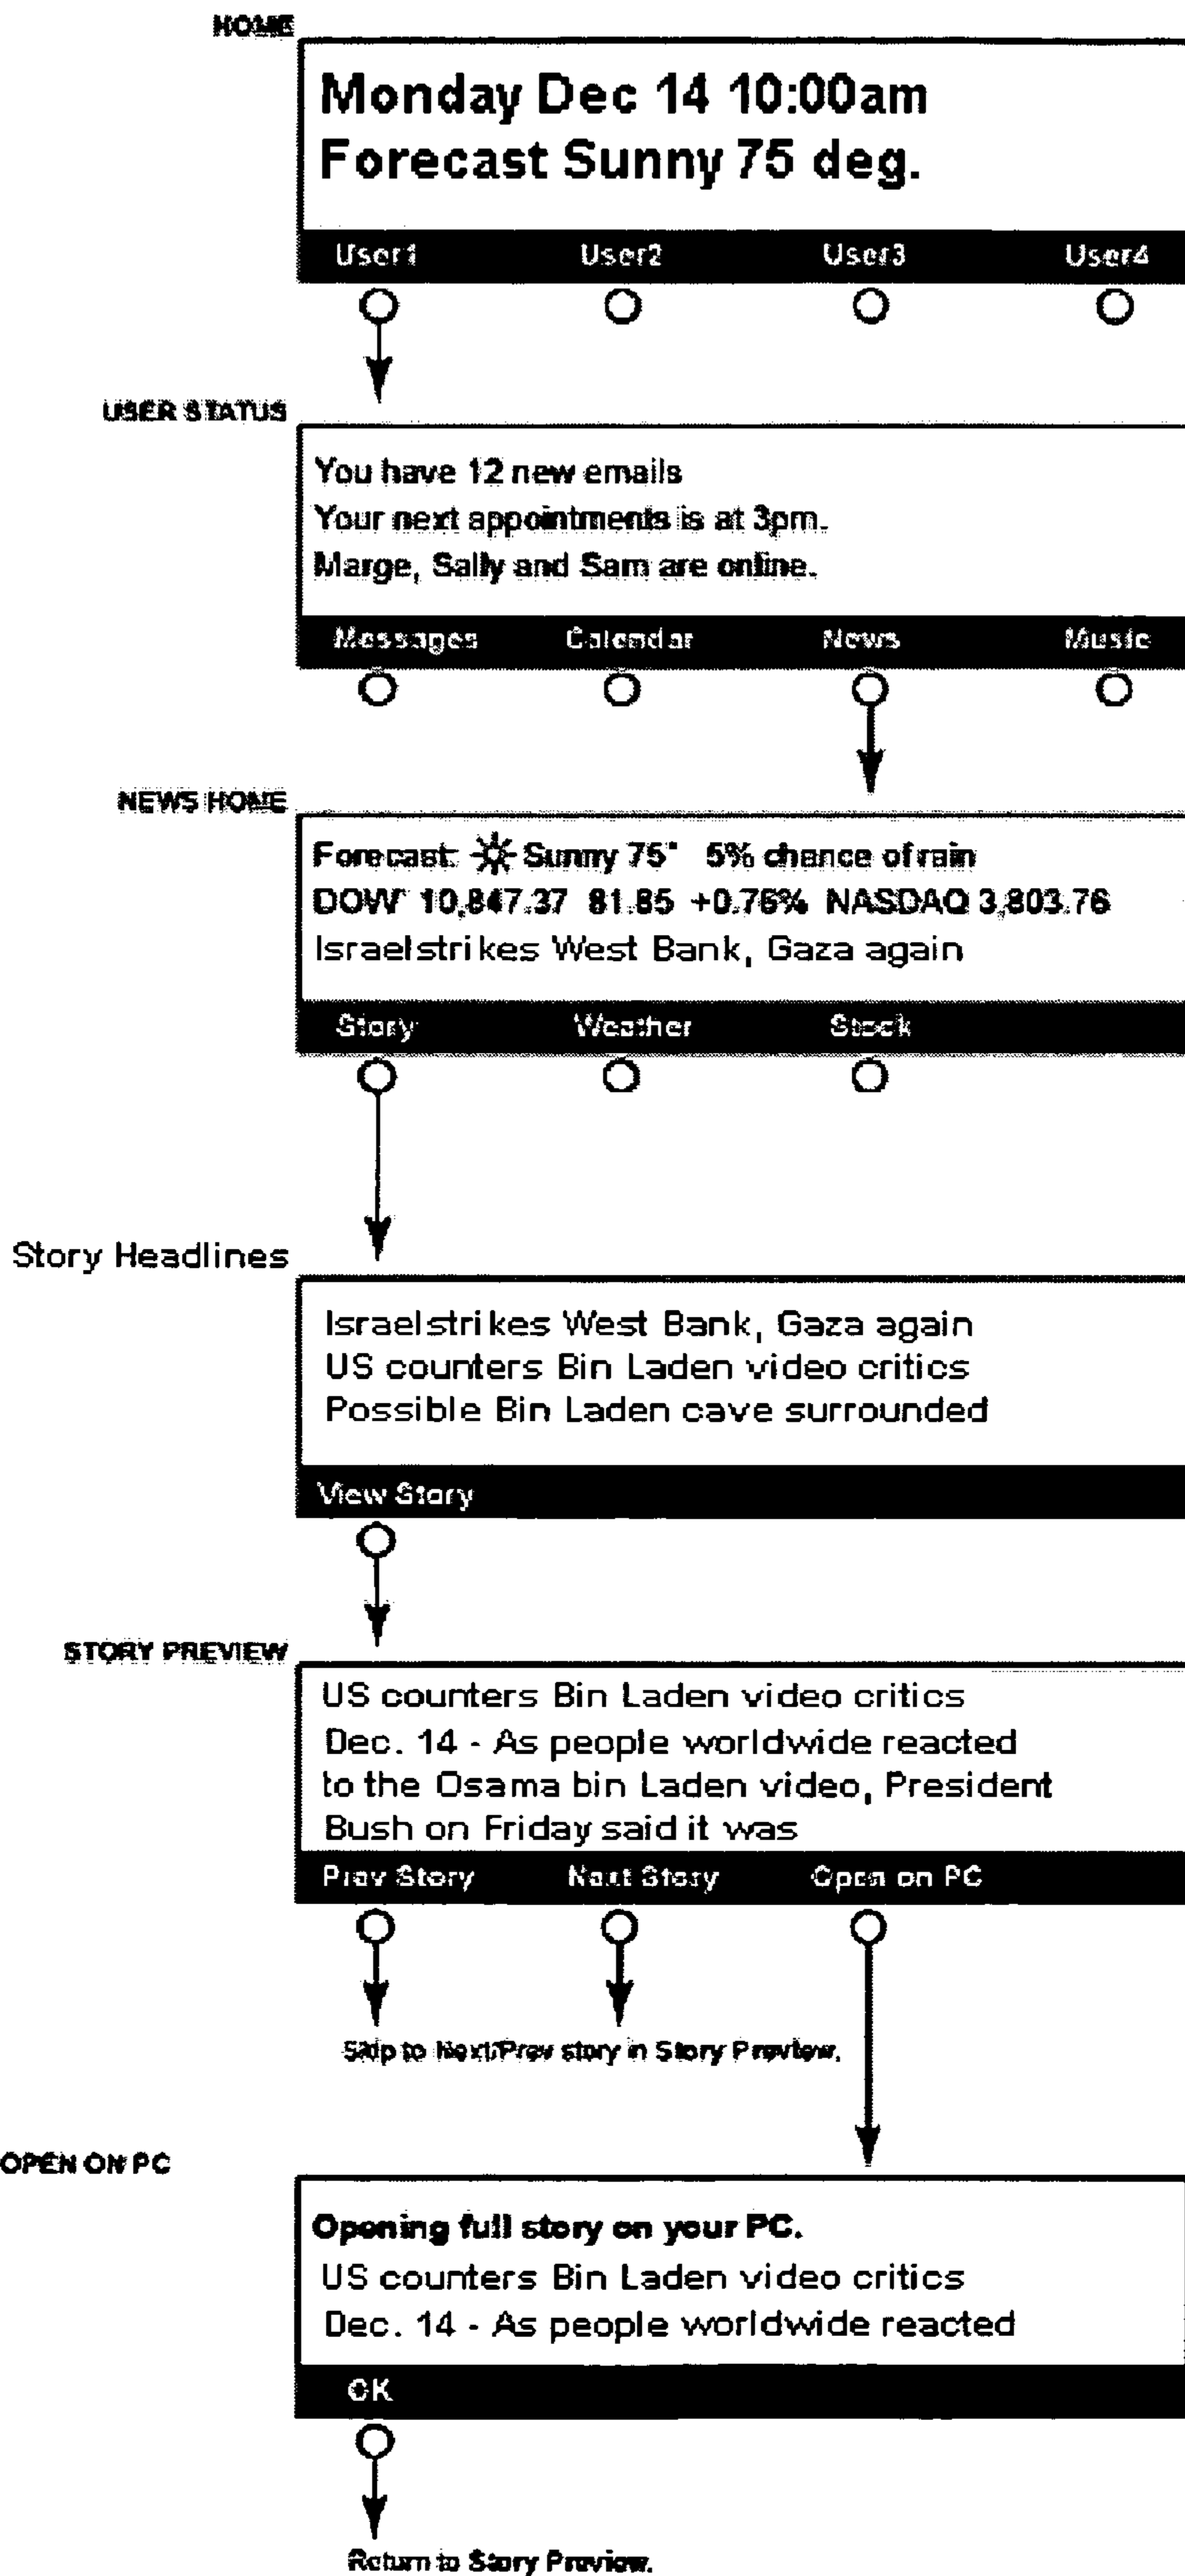 HOME
Monday Dec 14 10:00am
Forecast Sunny 75 deg.
User1 User2 User3 User4
USER STATUS
You have 12 new emails
Your next appointments is at 3pm.
Marge, Sally and Sam are online.
Messages Calendar News Music
NEWS HOME
Forecast: Sunny 75° 5% chance of rain
DOW 10,847.37 81.85 +0.76% NASDAQ 3,803.76
Israel strikes West Bank, Gaza again
Story Weather Stock
Story Headlines
Israel strikes West Bank, Gaza again
US counters Bin Laden video critics
Possible Bin Laden cave surrounded
View Story
STORY PREVIEW
US counters Bin Laden video critics
Dec. 14 - As people worldwide reacted
to the Osama bin Laden video, President
Bush on Friday said it was
Prev Story Next Story Open on PC
Skip to Next/Prev story in Story Preview.
OPEN ON PC
Opening full story on your PC.
US counters Bin Laden video critics
Dec. 14 - As people worldwide reacted
OK
Return to Story Preview.